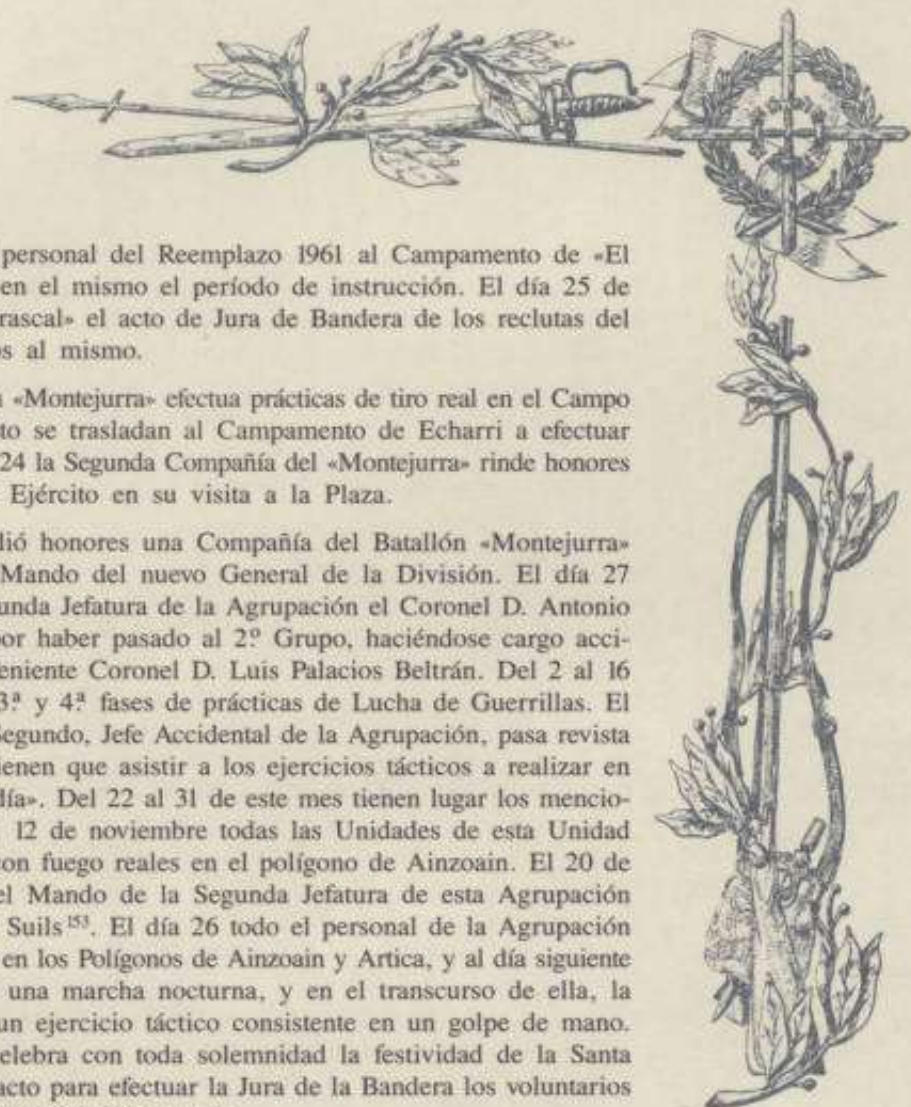 personal del Reemplazo 1961 al Campamento de «El
en el mismo el período de instrucción. El día 25 de
rrascal» el acto de Jura de Bandera de los reclutas del
os al mismo.
«Montejurra» efectua prácticas de tiro real en el Campo
to se trasladan al Campamento de Echarri a efectuar
24 la Segunda Compañía del «Montejurra» rinde honores
Ejército en su visita a la Plaza.
dió honores una Compañía del Batallón «Montejurra»
Mando del nuevo General de la División. El día 27
unda Jefatura de la Agrupación el Coronel D. Antonio
por haber pasado al 2º Grupo, haciéndose cargo acci-
eniente Coronel D. Luis Palacios Beltrán. Del 2 al 16
3ª y 4ª fases de prácticas de Lucha de Guerrillas. El
Segundo, Jefe Accidental de la Agrupación, pasa revista
ienen que asistir a los ejercicios tácticos a realizar en
día». Del 22 al 31 de este mes tienen lugar los mencio-
12 de noviembre todas las Unidades de esta Unidad
con fuego reales en el polígono de Ainzoain. El 20 de
el Mando de la Segunda Jefatura de esta Agrupación
Suils 153. El día 26 todo el personal de la Agrupación
en los Polígonos de Ainzoain y Artica, y al día siguiente
una marcha nocturna, y en el transcurso de ella, la
un ejercicio táctico consistente en un golpe de mano.
elebra con toda solemnidad la festividad de la Santa
acto para efectuar la Jura de la Bandera los voluntarios